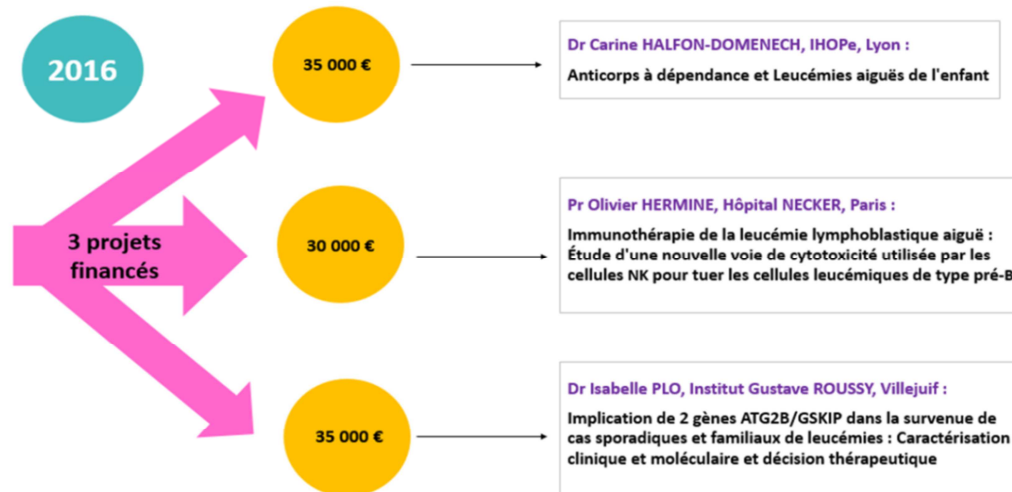 2016
3 projets
financés
35 000 €
Dr Carine HALFON-DOMENECH, IHOPe, Lyon :
Anticorps à dépendance et Leucémies aiguës de l'enfant
30 000 €
Pr Olivier HERMINE, Hôpital NECKER, Paris :
Immunothérapie de la leucémie lymphoblastique aiguë :
Étude d'une nouvelle voie de cytotoxicité utilisée par les
cellules NK pour tuer les cellules leucémiques de type pré-B
35 000 €
Dr Isabelle PLO, Institut Gustave ROUSSY, Villejuif :
Implication de 2 gènes ATG2B/GSKIP dans la survenue de
cas sporadiques et familiaux de leucémies : Caractérisation
clinique et moléculaire et décision thérapeutique